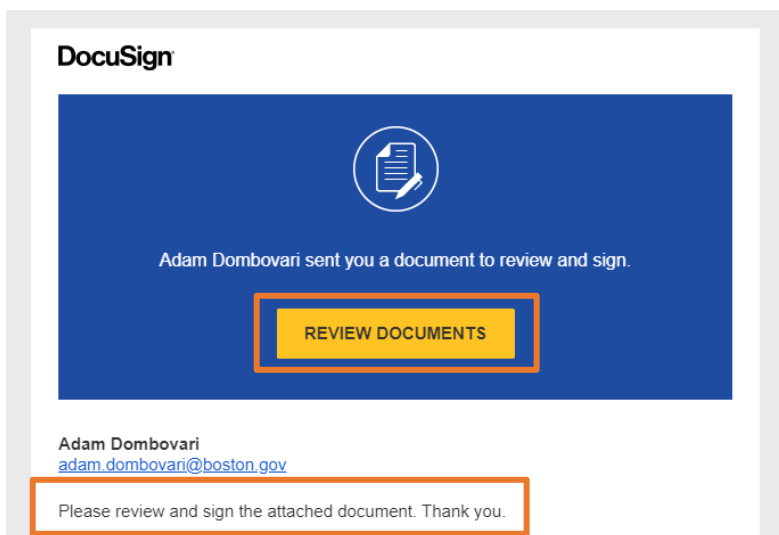 DocuSign
Adam Dombovari sent you a document to review and sign.
REVIEW DOCUMENTS
Adam Dombovari
adam.dombovari@boston.gov
Please review and sign the attached document. Thank you.